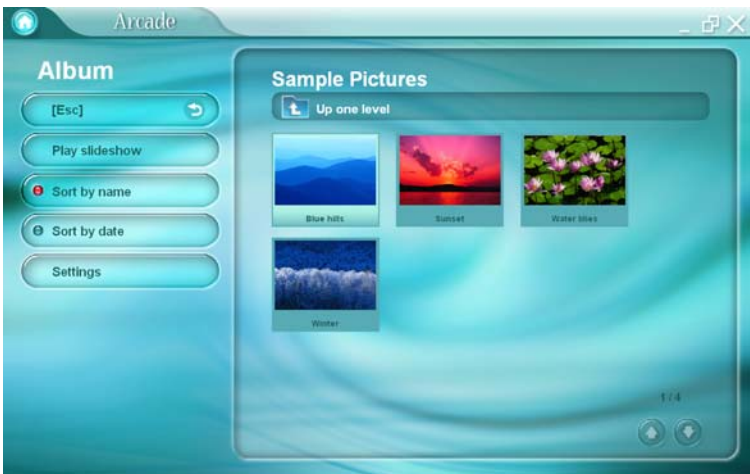 Arcade
Album
[Esc]
Play slideshow
Sort by name
Sort by date
Settings
Sample Pictures
Up one level
Blue hills
Sunset
Water lilies
Winter
1 / 4